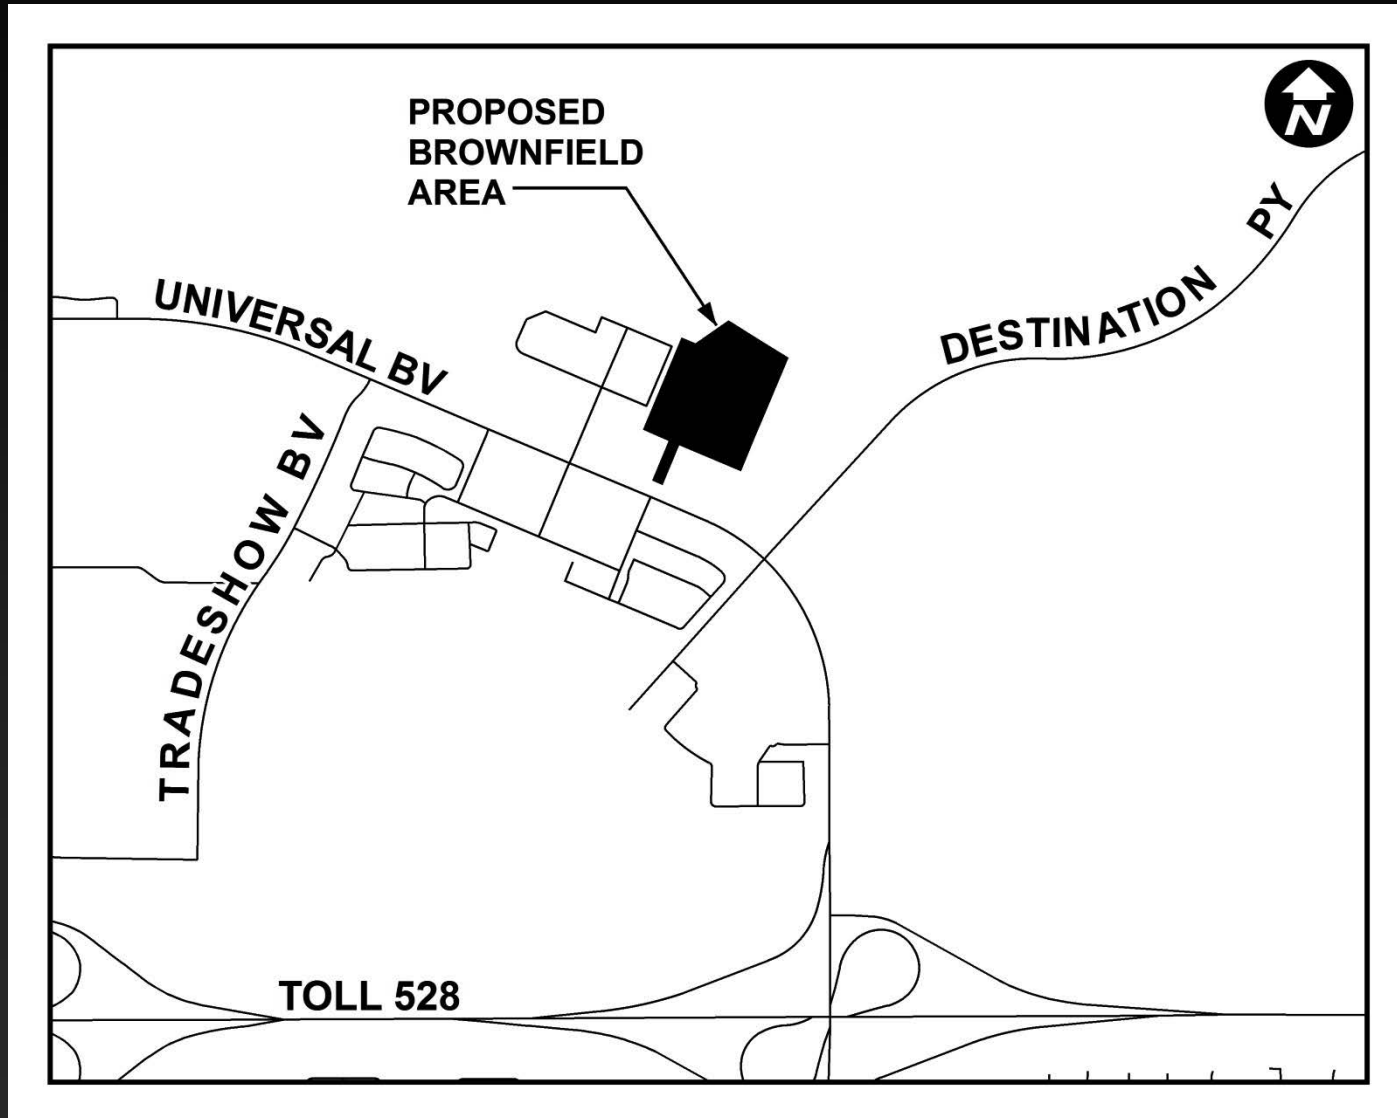 PROPOSED
BROWNFIELD
AREA
N
UNIVERSAL BV
DESTINATION PY
TRADESHOW BV
TOLL 528